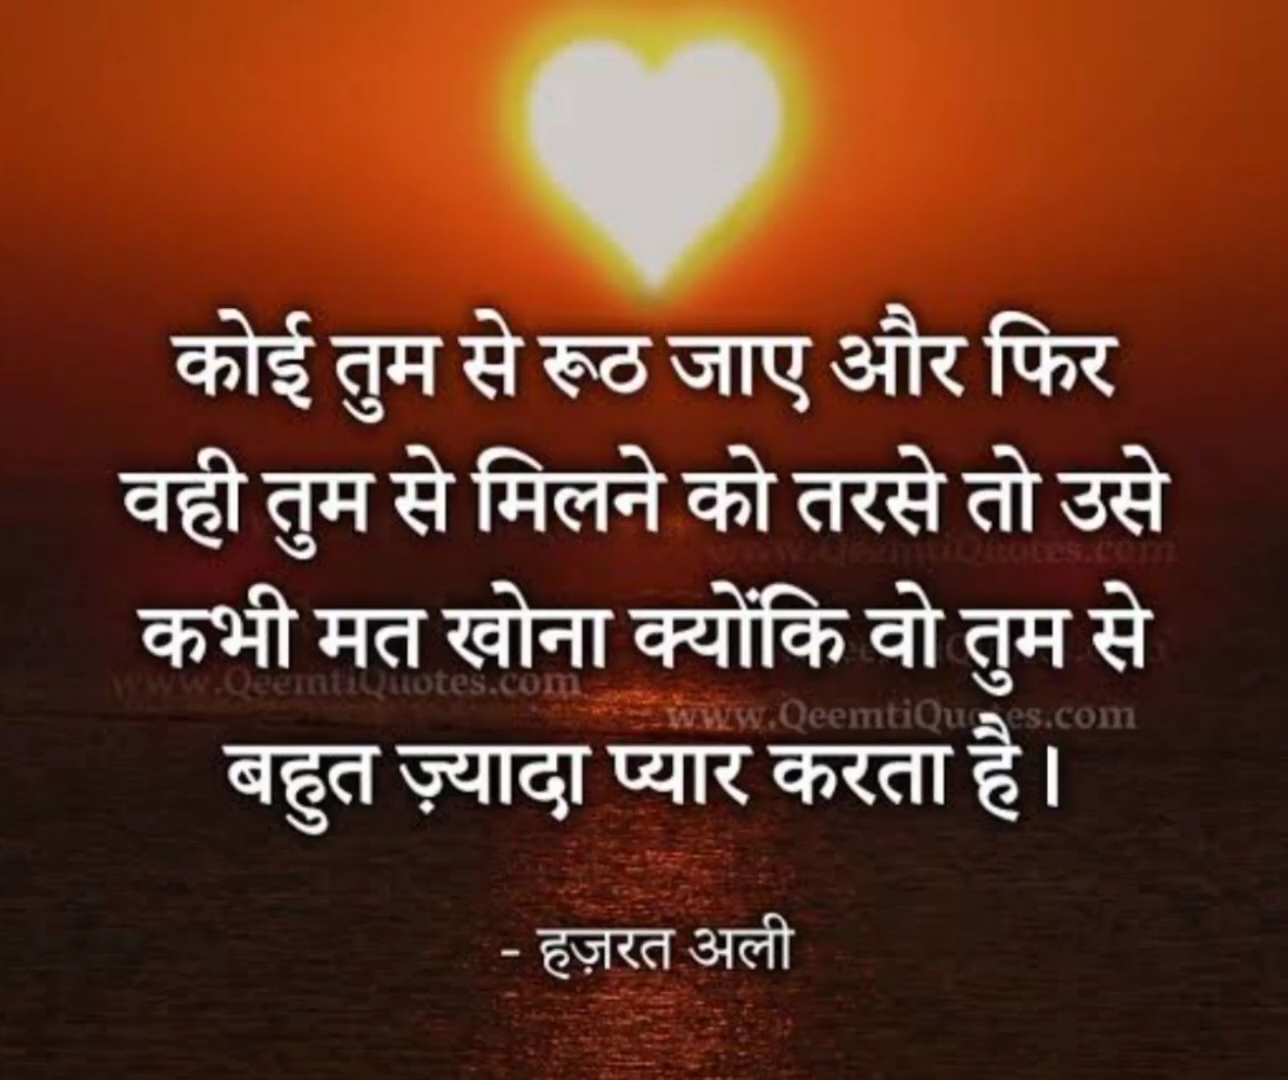 कोई तुम से रूठ जाए और फिर
वही तुम से मिलने को तरसे तो उसे
www.QeemtiQuotes.com
कभी मत खोना क्योंकि वो तुम से
www.QeemtiQuotes.com
www.QeemtiQuotes.com
बहुत ज़्यादा प्यार करता है।
- हज़रत अली